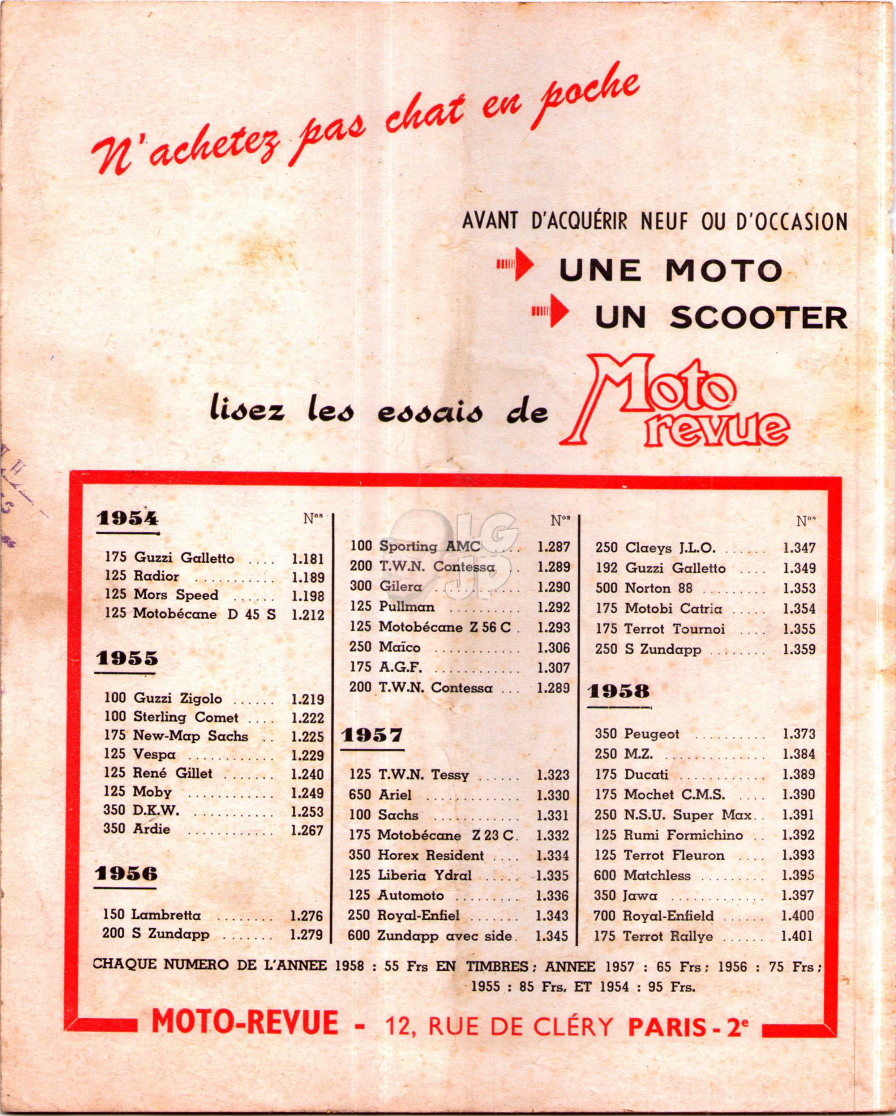 N'achetez pas chat en poche
AVANT D'ACQUÉRIR NEUF OU D'OCCASION
UNE MOTO
UN SCOOTER
lisez les essais de Moto revue
1954 Nos
175 Guzzi Galletto .... 1.181
125 Radior ........... 1.189
125 Mors Speed ...... 1.198
125 Motobécane D 45 S 1.212
1955
100 Guzzi Zigolo ...... 1.219
100 Sterling Comet .... 1.222
175 New-Map Sachs .. 1.225
125 Vespa ............ 1.229
125 René Gillet ....... 1.240
125 Moby ............ 1.249
350 D.K.W. ........... 1.253
350 Ardie ........... 1.267
1956
150 Lambretta ........ 1.276
200 S Zundapp ....... 1.279
Nos
100 Sporting AMC .... 1.287
200 T.W.N. Contessa .. 1.289
300 Gilera ........... 1.290
125 Pullman .......... 1.292
125 Motobécane Z 56 C . 1.293
250 Maïco ............ 1.306
175 A.G.F. ............ 1.307
200 T.W.N. Contessa ... 1.289
1957
125 T.W.N. Tessy ...... 1.323
650 Ariel ............ 1.330
100 Sachs ............ 1.331
175 Motobécane Z 23 C. 1.332
350 Horex Resident .... 1.334
125 Liberia Ydral ..... 1.335
125 Automoto ......... 1.336
250 Royal-Enfiel ....... 1.343
600 Zundapp avec side. 1.345
Nos
250 Claeys J.L.O. ...... 1.347
192 Guzzi Galletto .... 1.349
500 Norton 88 ......... 1.353
175 Motobi Catria ..... 1.354
175 Terrot Tournoi .... 1.355
250 S Zundapp ........ 1.359
1958
350 Peugeot .......... 1.373
250 M.Z. ............. 1.384
175 Ducati ............ 1.389
175 Mochet C.M.S. .... 1.390
250 N.S.U. Super Max.. 1.391
125 Rumi Formichino .. 1.392
125 Terrot Fleuron .... 1.393
600 Matchless ......... 1.395
350 Jawa ............. 1.397
700 Royal-Enfield ..... 1.400
175 Terrot Rallye ...... 1.401
CHAQUE NUMERO DE L'ANNEE 1958 : 55 Frs EN TIMBRES; ANNEE 1957 : 65 Frs; 1956 : 75 Frs;
1955 : 85 Frs, ET 1954 : 95 Frs.
MOTO-REVUE - 12, RUE DE CLÉRY PARIS - 2e